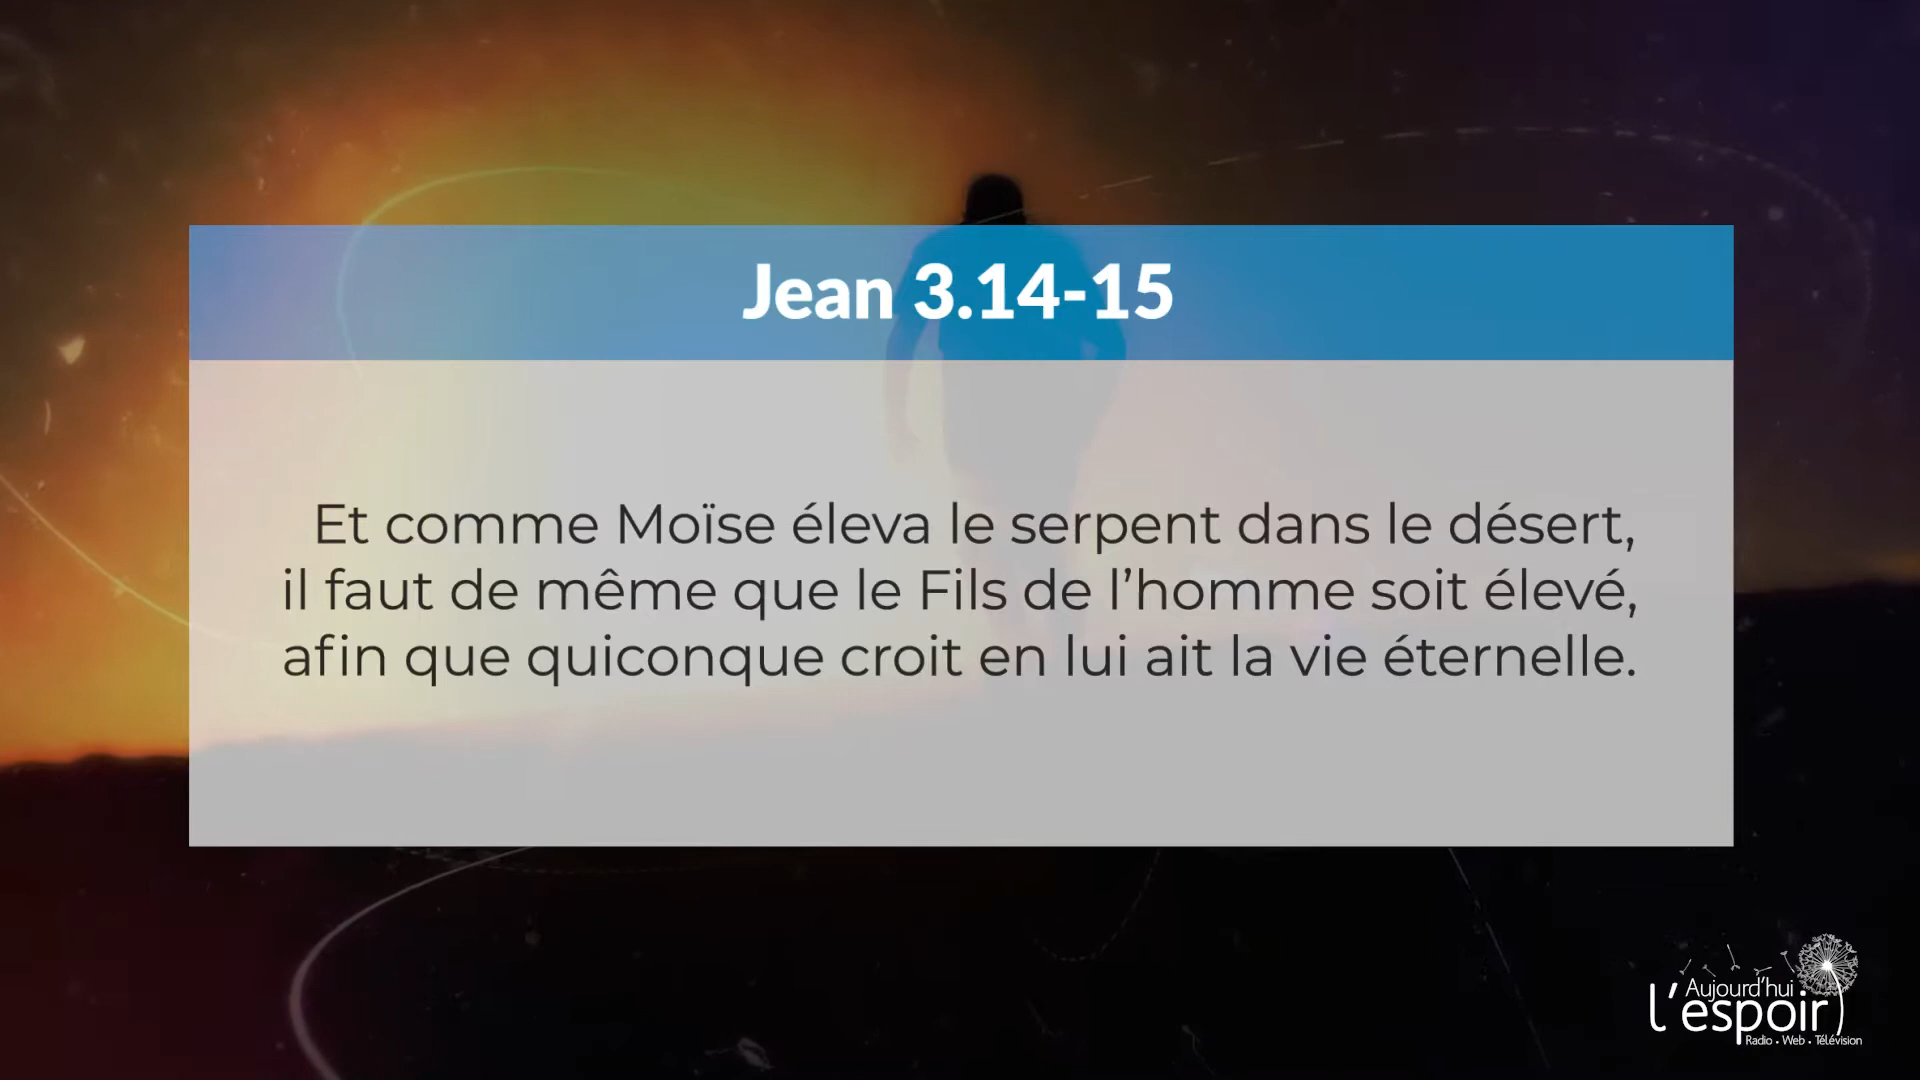 Jean 3.14-15
Et comme Moïse éleva le serpent dans le désert,
il faut de même que le Fils de l’homme soit élevé,
afin que quiconque croit en lui ait la vie éternelle.
Aujourd'hui
l'espoir
Radio • Web • Télévision